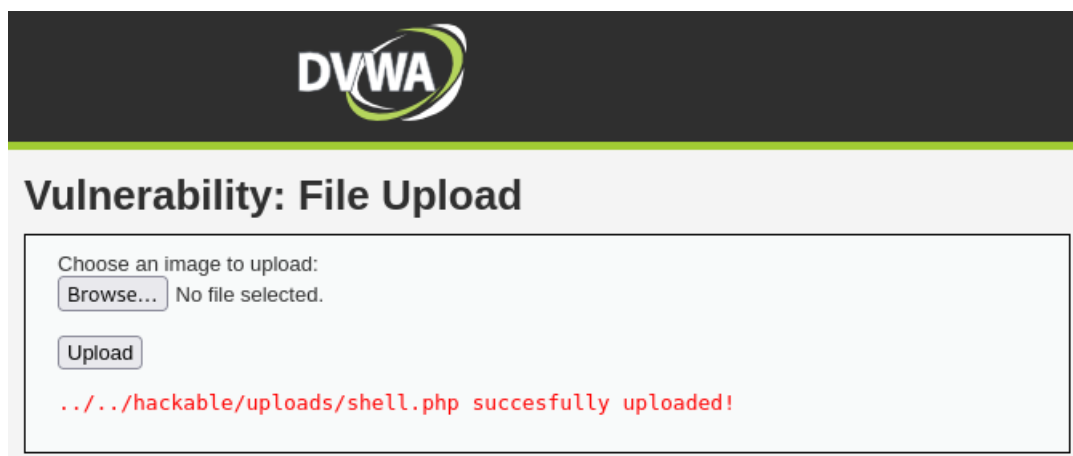 DVWA
Vulnerability: File Upload
Choose an image to upload:
Browse... No file selected.
Upload
../../hackable/uploads/shell.php succesfully uploaded!